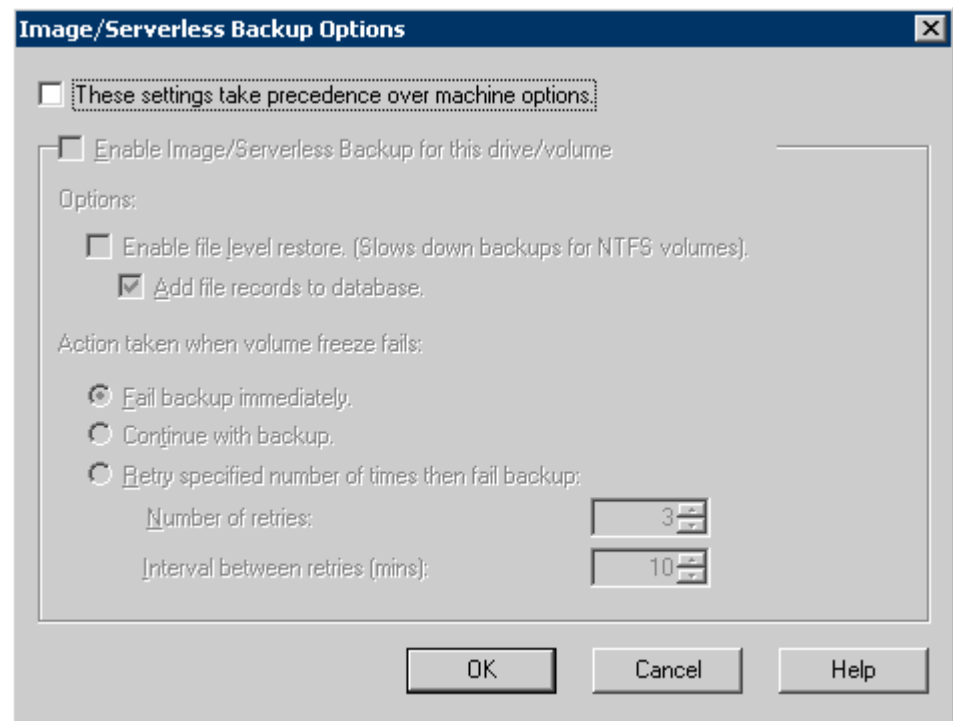 Image/Serverless Backup Options
These settings take precedence over machine options.
Enable Image/Serverless Backup for this drive/volume
Options:
Enable file level restore. (Slows down backups for NTFS volumes).
Add file records to database.
Action taken when volume freeze fails:
Fail backup immediately.
Continue with backup.
Retry specified number of times then fail backup:
Number of retries: 3
Interval between retries (mins): 10
OK Cancel Help